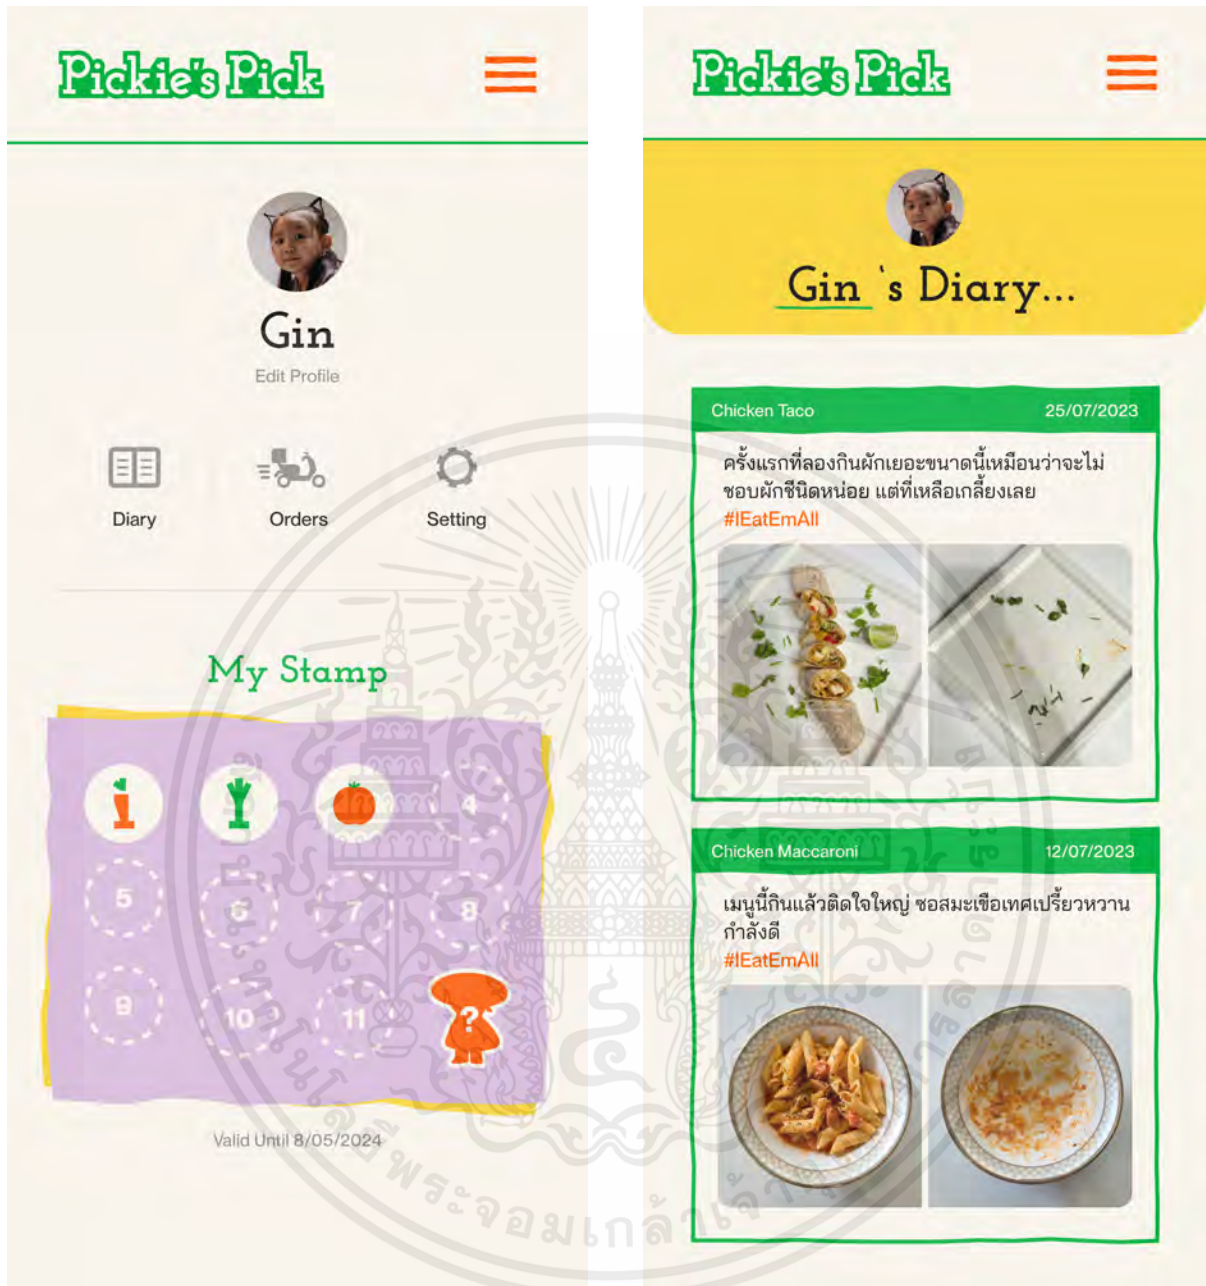 Pickie's Pick
Gin
Edit Profile
Diary
Orders
Setting
My Stamp
4
5
6
7
8
9
10
11
?
Valid Until 8/05/2024
Pickie's Pick
Gin 's Diary...
Chicken Taco 25/07/2023
ครั้งแรกที่ลองกินผักเยอะขนาดนี้เหมือนว่าจะไม่
ชอบผักชีนิดหน่อย แต่ที่เหลือเกลี้ยงเลย
#IEatEmAll
Chicken Maccaroni 12/07/2023
เมนูนี้กินแล้วติดใจใหญ่ ซอสมะเขือเทศเปรี้ยวหวาน
กำลังดี
#IEatEmAll